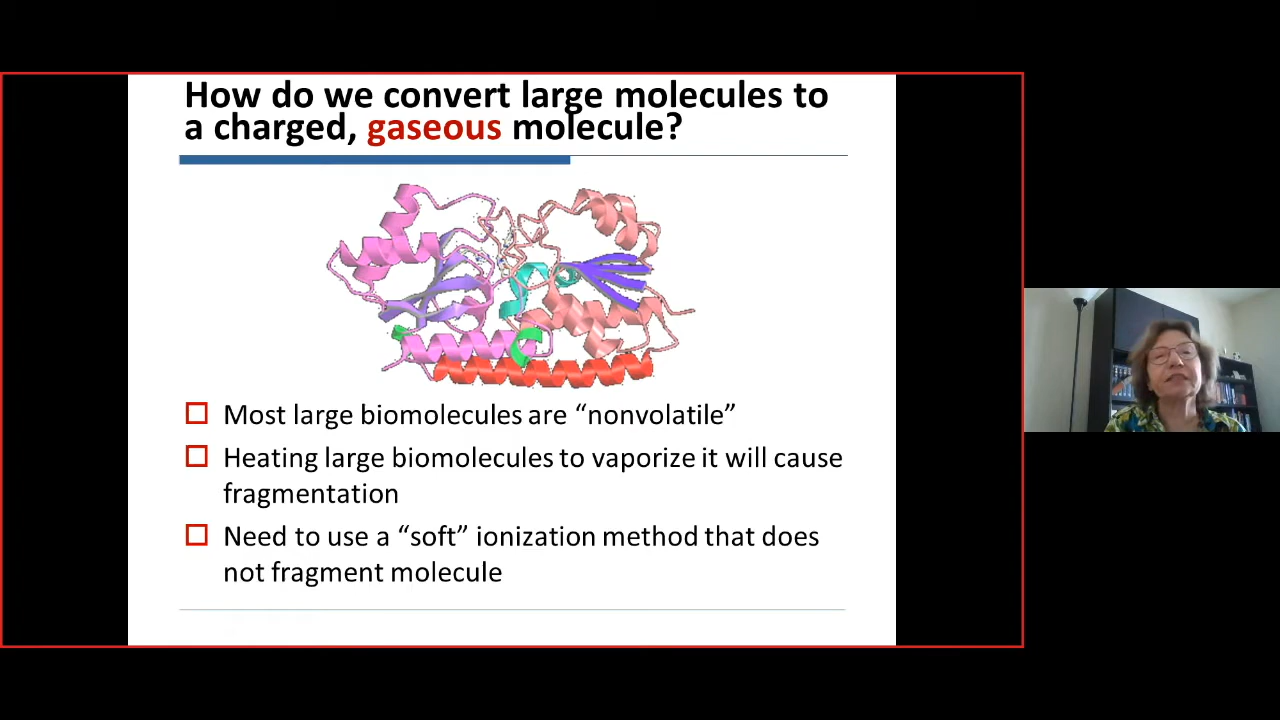 How do we convert large molecules to
a charged, gaseous molecule?
Most large biomolecules are “nonvolatile”
Heating large biomolecules to vaporize it will cause
fragmentation
Need to use a “soft” ionization method that does
not fragment molecule